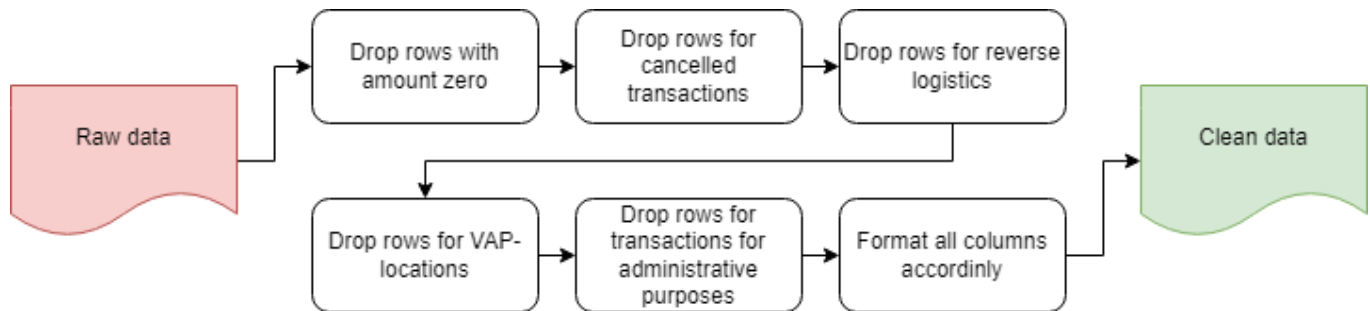 Raw data
Drop rows with
amount zero
Drop rows for
cancelled
transactions
Drop rows for reverse
logistics
Drop rows for VAP-
locations
Drop rows for
transactions for
administrative
purposes
Format all columns
accordinly
Clean data